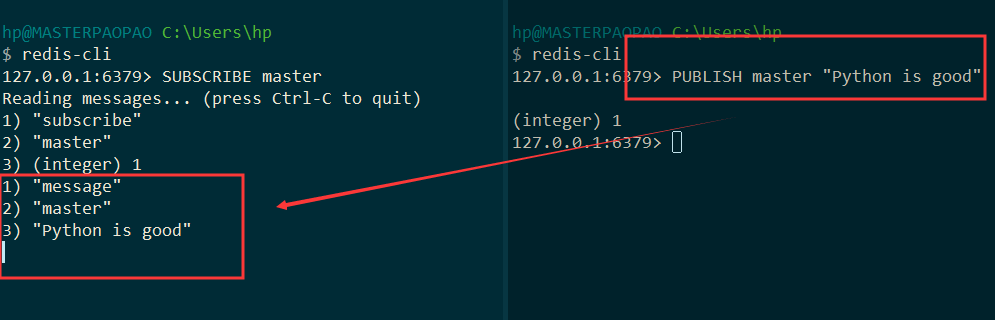 hp@MASTERPAOPAO C:\Users\hp
$ redis-cli
127.0.0.1:6379> SUBSCRIBE master
Reading messages... (press Ctrl-C to quit)
1) "subscribe"
2) "master"
3) (integer) 1
1) "message"
2) "master"
3) "Python is good"
hp@MASTERPAOPAO C:\Users\hp
$ redis-cli
127.0.0.1:6379> PUBLISH master "Python is good"
(integer) 1
127.0.0.1:6379>